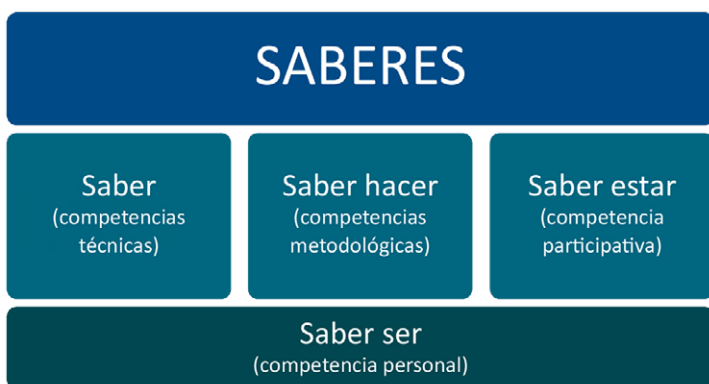 SABERES
Saber
(competencias
técnicas)
Saber hacer
(competencias
metodológicas)
Saber estar
(competencia
participativa)
Saber ser
(competencia personal)